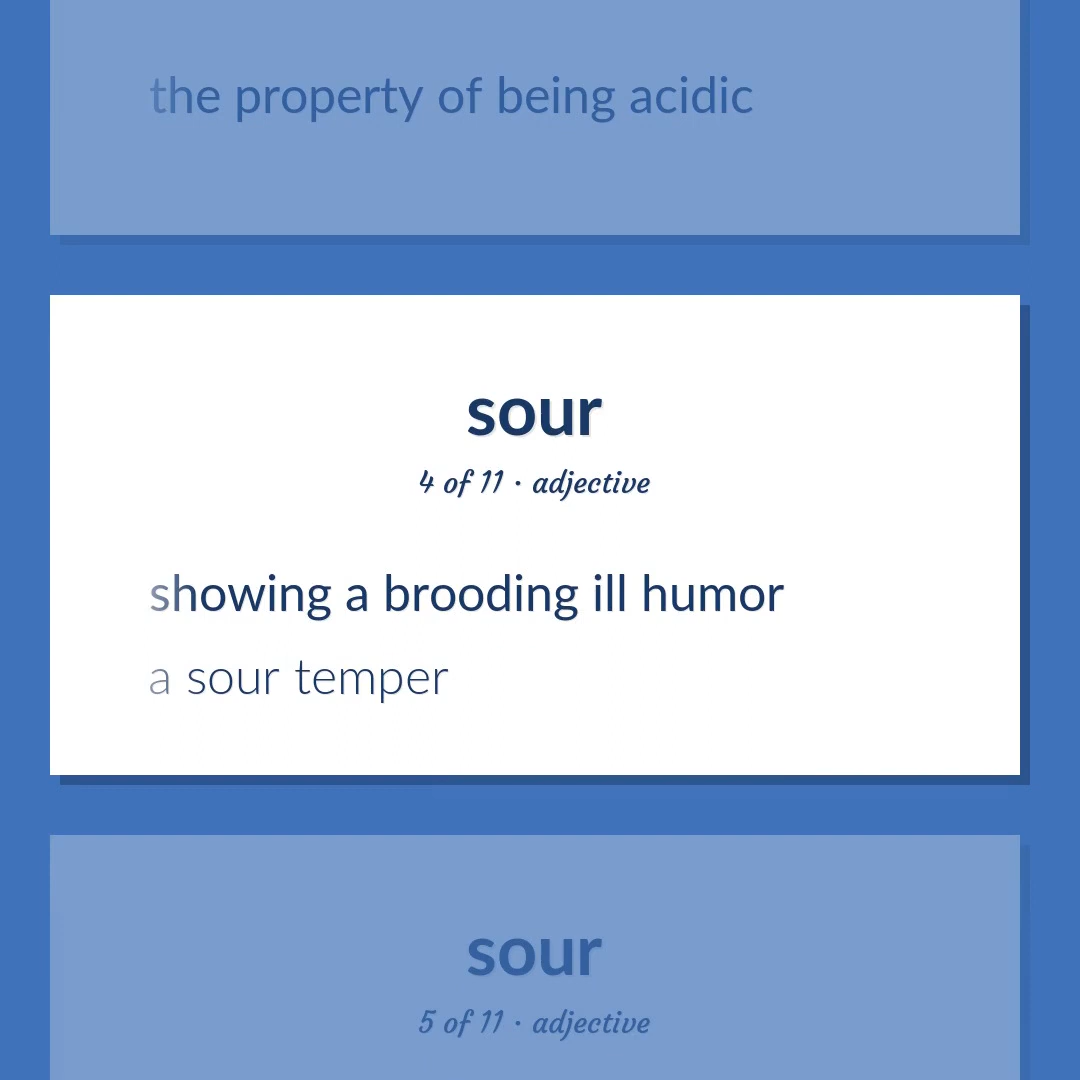 the property of being acidic
sour
4 of 11 · adjective
showing a brooding ill humor
a sour temper
sour
5 of 11 · adjective